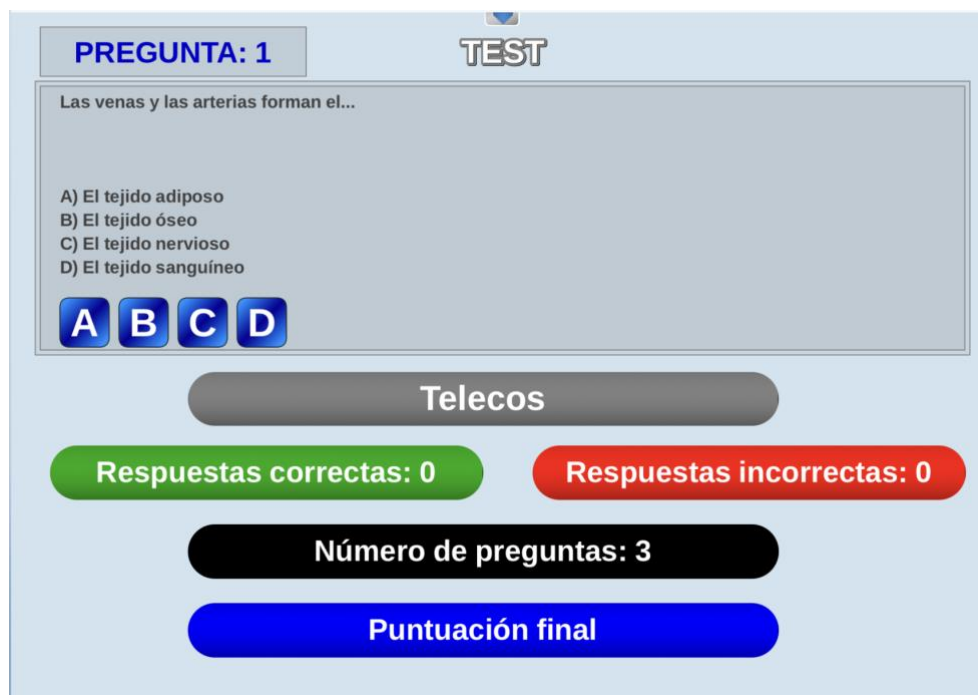 PREGUNTA: 1
TEST
Las venas y las arterias forman el...
A) El tejido adiposo
B) El tejido óseo
C) El tejido nervioso
D) El tejido sanguíneo
A B C D
Telecos
Respuestas correctas: 0
Respuestas incorrectas: 0
Número de preguntas: 3
Puntuación final